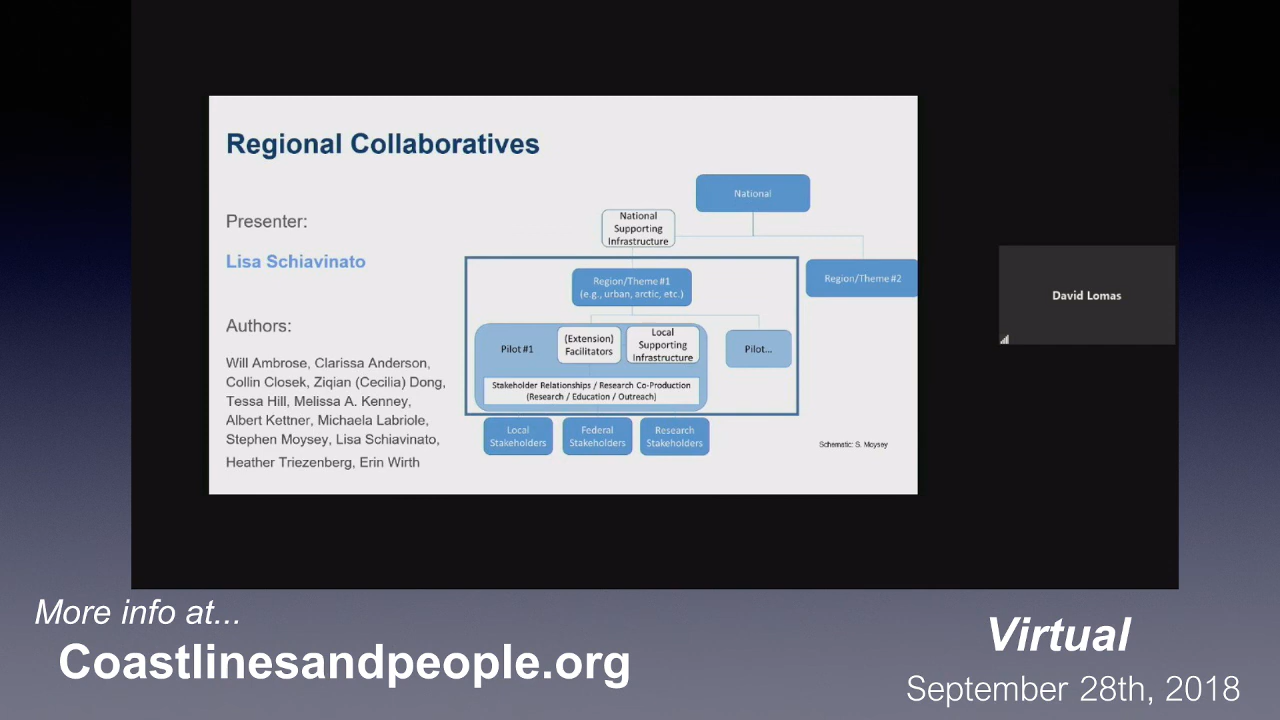 Regional Collaboratives
Presenter:
Lisa Schiavinato
Authors:
Will Ambrose, Clarissa Anderson,
Collin Closek, Ziqian (Cecilia) Dong,
Tessa Hill, Melissa A. Kenney,
Albert Kettner, Michaela Labriole,
Stephen Moysey, Lisa Schiavinato,
Heather Triezenberg, Erin Wirth
National
National
Supporting
Infrastructure
Region/Theme #1
(e.g., urban, arctic, etc.)
Region/Theme #2
Pilot #1
(Extension)
Facilitators
Local
Supporting
Infrastructure
Pilot...
Stakeholder Relationships / Research Co-Production
(Research / Education / Outreach)
Local
Stakeholders
Federal
Stakeholders
Research
Stakeholders
Schematic: S. Moysey
David Lomas
More info at...
Coastlinesandpeople.org
Virtual
September 28th, 2018